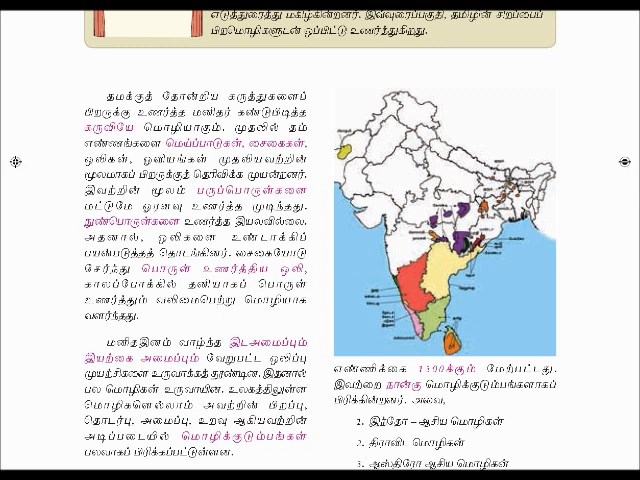 எடுத்துரைத்து மகிழ்கின்றனர். இவ்வுரைப்பகுதி, தமிழின் சிறப்பைப்
பிறமொழிகளுடன் ஒப்பிட்டு உணர்த்துகிறது.
தமக்குத் தோன்றிய கருத்துகளைப்
பிறருக்கு உணர்த்த மனிதர் கண்டுபிடித்த
கருவியே மொழியாகும். முதலில் தம்
எண்ணங்களை மெய்ப்பாடுகள், சைகைகள்,
ஒலிகள், ஓவியங்கள் முதலியவற்றின்
மூலமாகப் பிறருக்குத் தெரிவிக்க முயன்றனர்.
இவற்றின் மூலம் பருப்பொருள்களை
மட்டுமே ஓரளவு உணர்த்த முடிந்தது.
நுண்பொருள்களை உணர்த்த இயலவில்லை.
அதனால், ஒலிகளை உண்டாக்கிப்
பயன்படுத்தத் தொடங்கினர். சைகையோடு
சேர்ந்து பொருள் உணர்த்திய ஒலி,
காலப்போக்கில் தனியாகப் பொருள்
உணர்த்தும் வலிமைபெற்று மொழியாக
வளர்ந்தது.
மனிதஇனம் வாழ்ந்த இடஅமைப்பும்
இயற்கை அமைப்பும் வேறுபட்ட ஒலிப்பு
முயற்சிகளை உருவாக்கத் தூண்டின. இதனால்
பல மொழிகள் உருவாயின. உலகத்திலுள்ள
மொழிகளெல்லாம் அவற்றின் பிறப்பு,
தொடர்பு, அமைப்பு, உறவு ஆகியவற்றின்
அடிப்படையில் மொழிக்குடும்பங்கள்
பலவாகப் பிரிக்கப்பட்டுள்ளன.
எண்ணிக்கை 1300க்கும் மேற்பட்டது.
இவற்றை நான்கு மொழிக்குடும்பங்களாகப்
பிரிக்கின்றனர். அவை,
1. இந்தோ – ஆசிய மொழிகள்
2. திராவிட மொழிகள்
3. ஆஸ்திரோ ஆசிய மொழிகள்